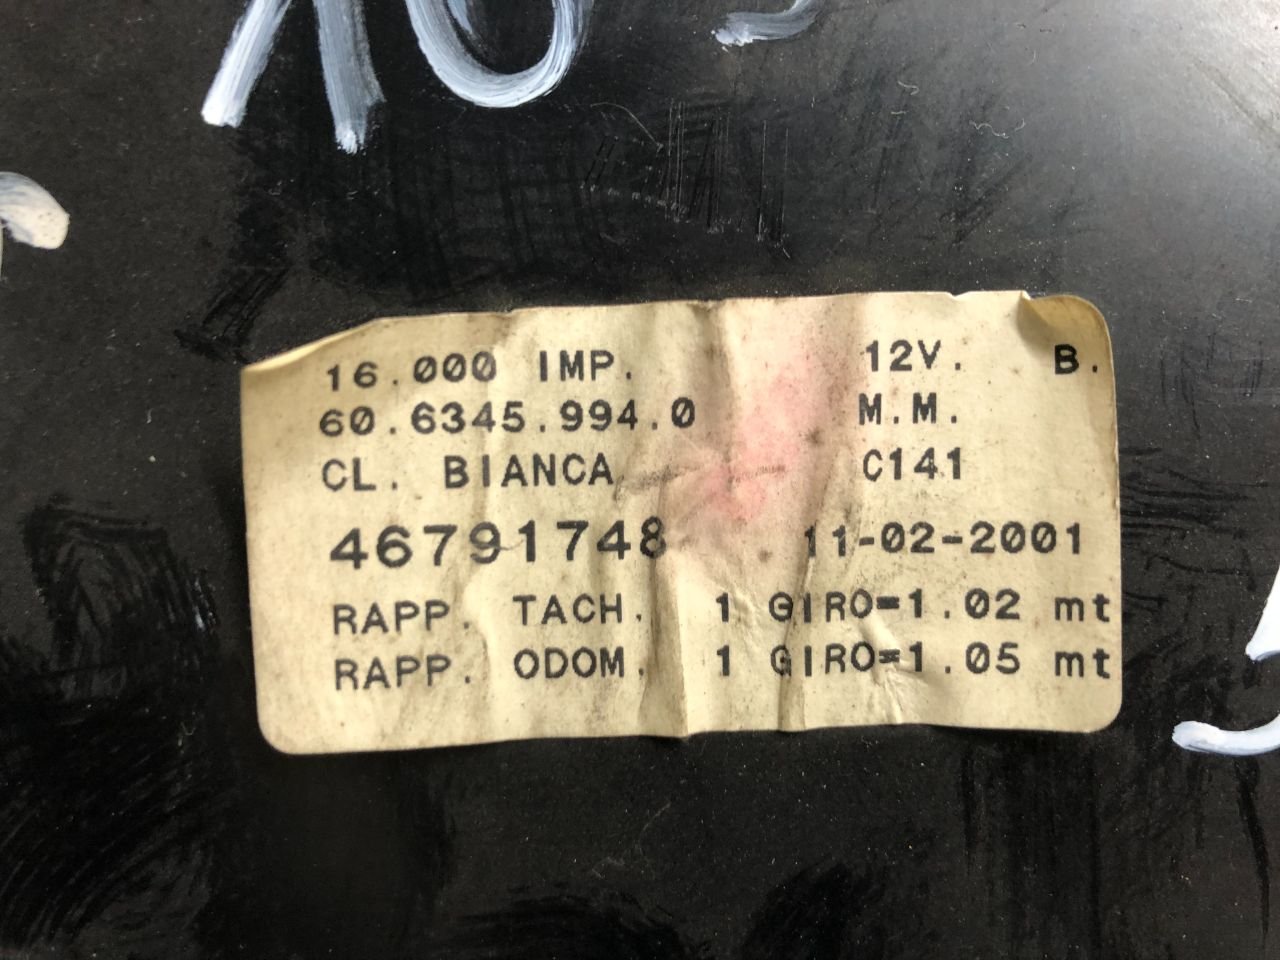 16.000 IMP. 12V. B.
60.6345.994.0 M.M.
CL. BIANCA C141
46791748 11-02-2001
RAPP. TACH. 1 GIRO=1.02 mt
RAPP. ODOM. 1 GIRO=1.05 mt